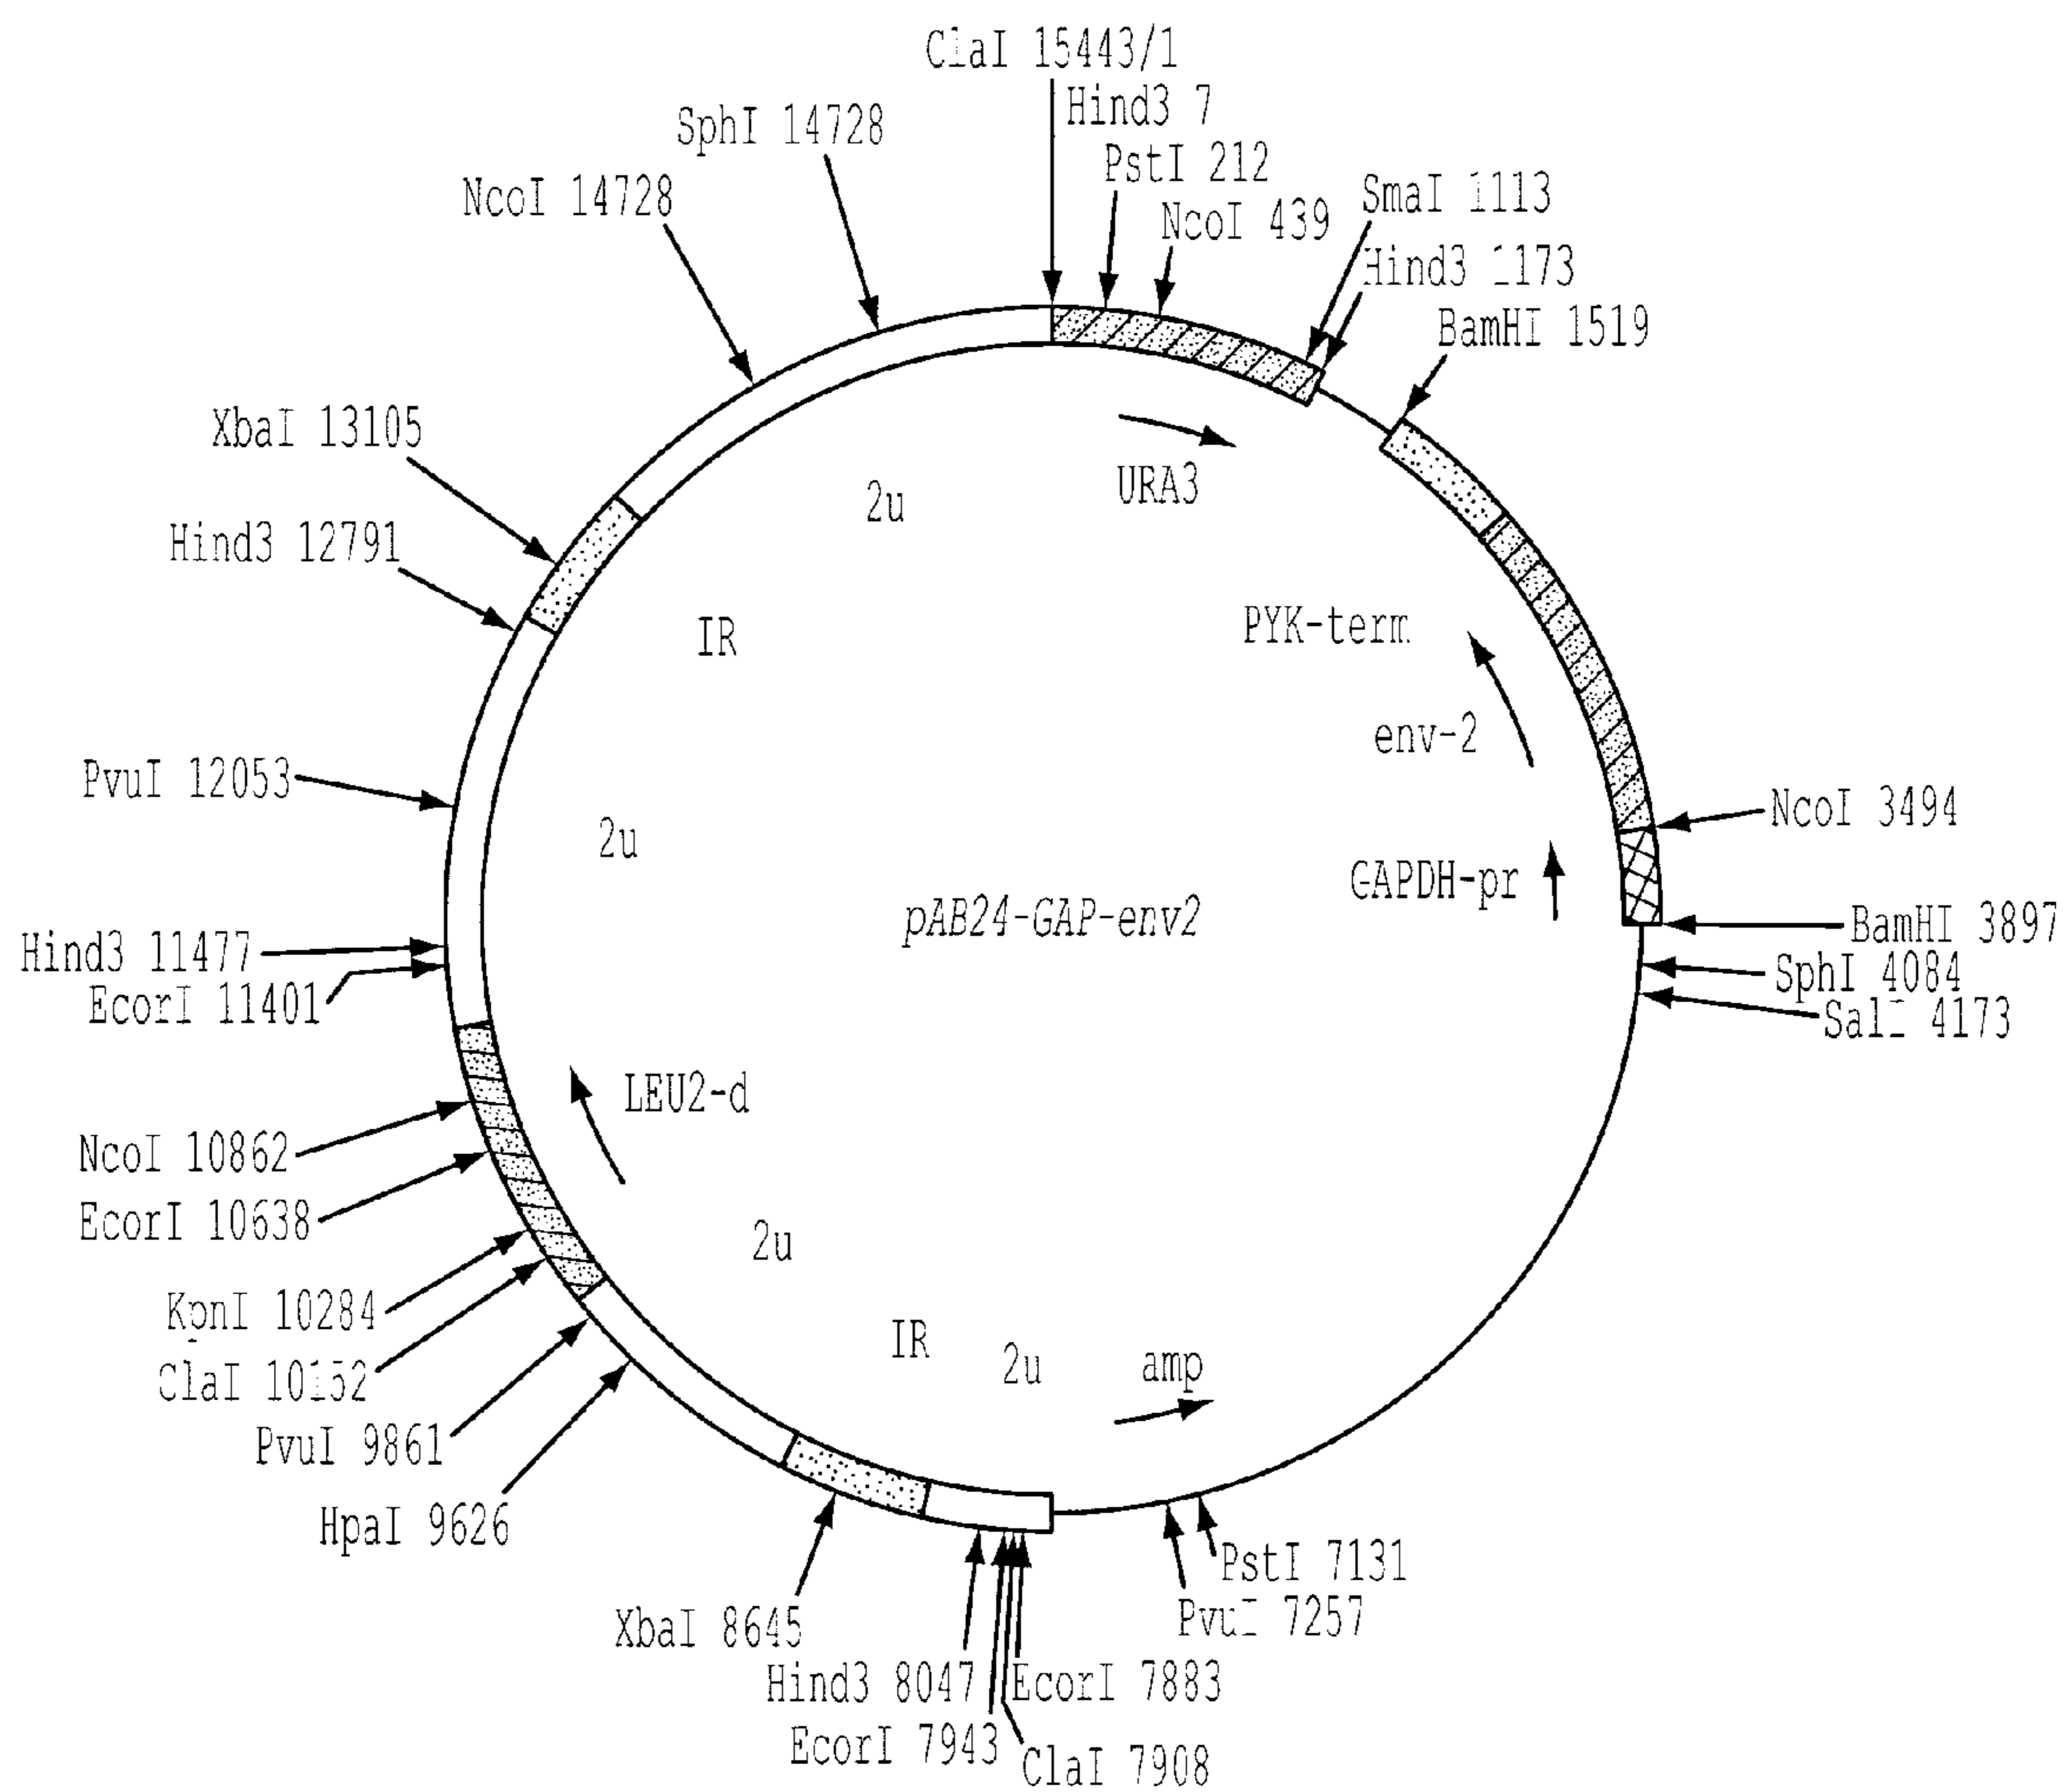 ClaI 15443/1
Hind3 7
SphI 14728
PstI 212
NcoI 14728
SmaI 1113
NcoI 439
Hind3 1173
BamHI 1519
XbaI 13105
URA3
2u
Hind3 12791
PYK-term
IR
env-2
PvuI 12053
NcoI 3494
2u
GAPDH-pr
pAB24-GAP-env2
BamHI 3897
Hind3 11477
SphI 4084
EcorI 11401
SalI 4173
LEU2-d
NcoI 10862
EcorI 10638
2u
KpnI 10284
IR
2u
amp
ClaI 10152
PvuI 9861
HpaI 9626
PstI 7131
PvuI 7257
XbaI 8645
Hind3 8047
EcorI 7883
EcorI 7943
ClaI 7908